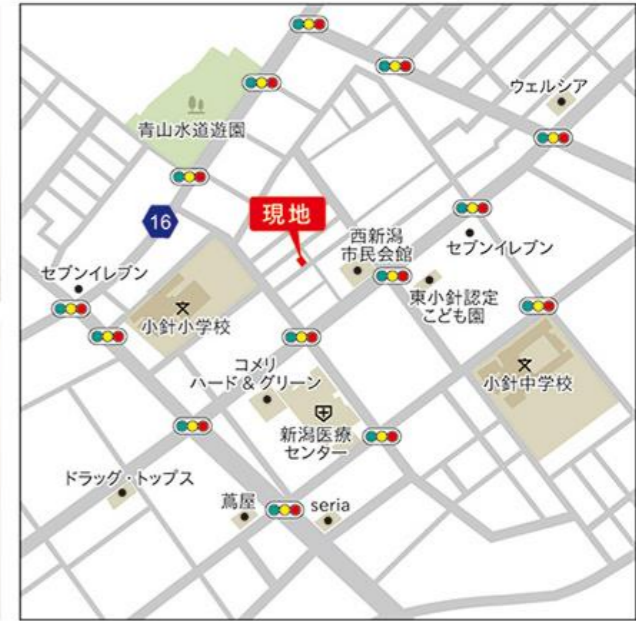 ウェルシア
青山水道遊園
16
現地
西新潟
市民会館
セブンイレブン
セブンイレブン
東小針認定
こども園
小針小学校
コメリ
ハード&グリーン
小針中学校
新潟医療
センター
ドラッグ・トップス
蔦屋
seria